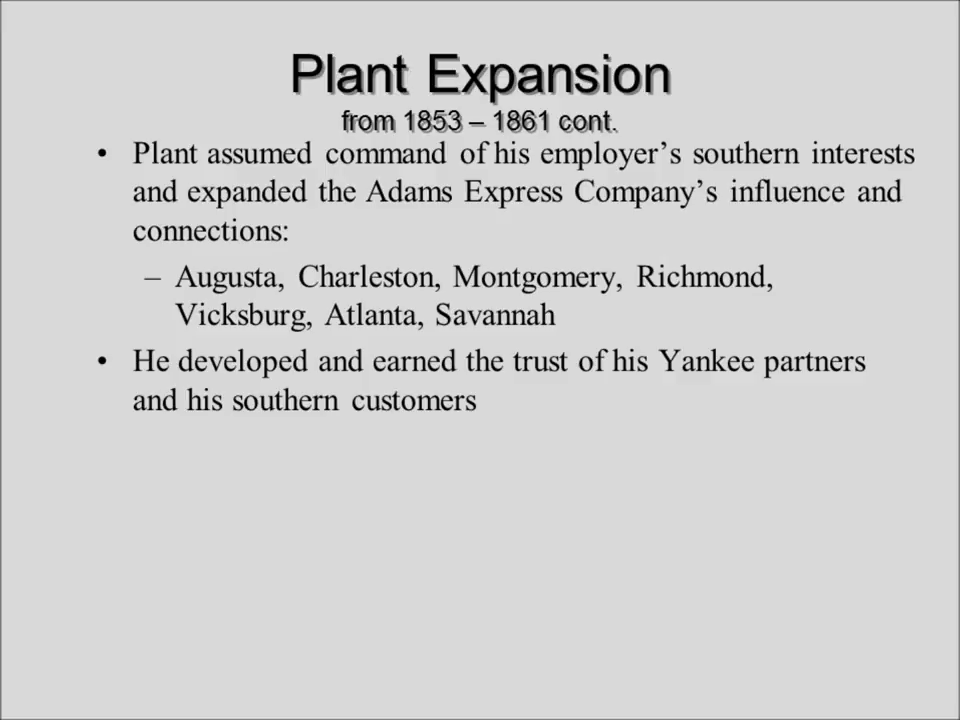 Plant Expansion
from 1853 – 1861 cont.
• Plant assumed command of his employer’s southern interests
and expanded the Adams Express Company’s influence and
connections:
– Augusta, Charleston, Montgomery, Richmond,
Vicksburg, Atlanta, Savannah
• He developed and earned the trust of his Yankee partners
and his southern customers